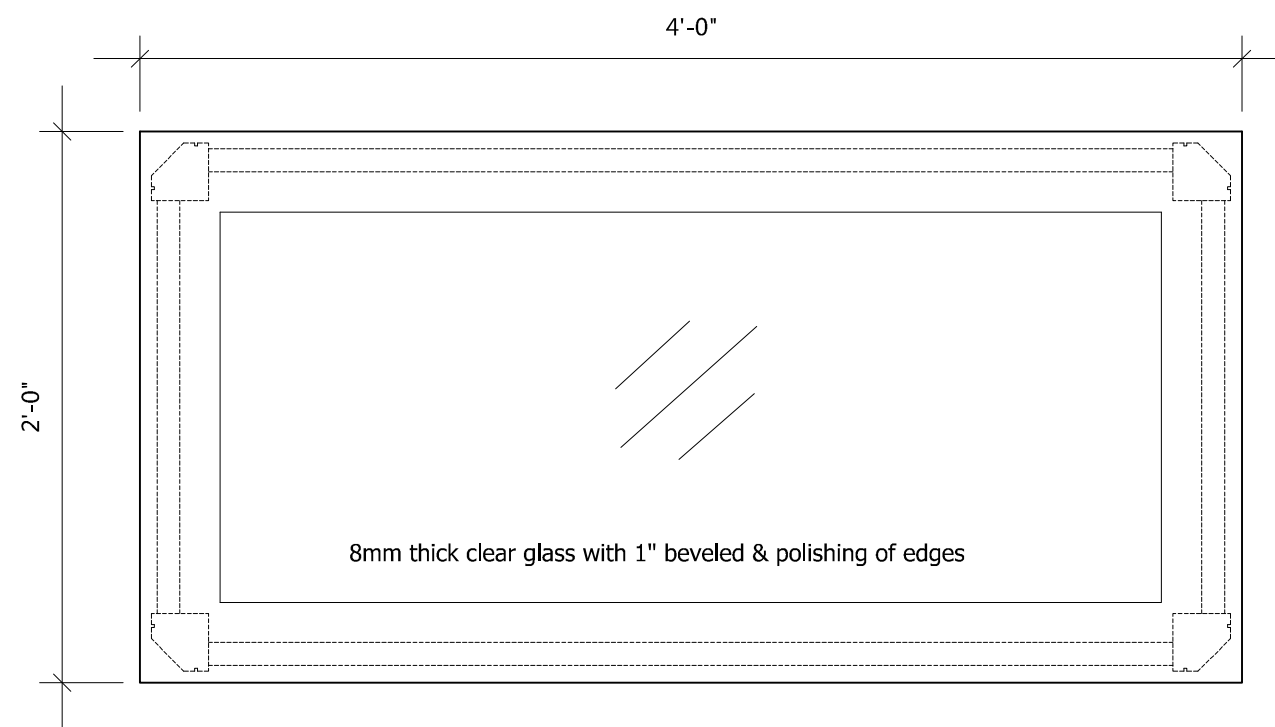 4'-0"
2'-0"
8mm thick clear glass with 1" beveled & polishing of edges